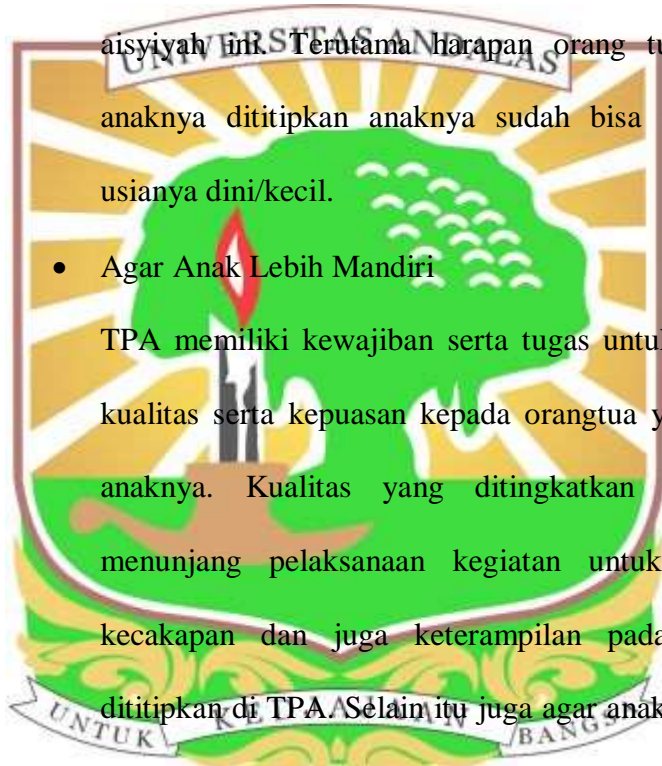 UNIVERSITAS ANDALAS
aisyiyah ini. Terutama harapan orang
anaknya dititipkan anaknya sudah bisa
usianya dini/kecil.
• Agar Anak Lebih Mandiri
TPA memiliki kewajiban serta tugas
kualitas serta kepuasan kepada orangtua
anaknya. Kualitas yang ditingkatkan
menunjang pelaksanaan kegiatan untuk
kecakapan dan juga keterampilan pada
dititipkan di TPA. Selain itu juga agar anak
UNTUK KEDJAJAAN BANGSA